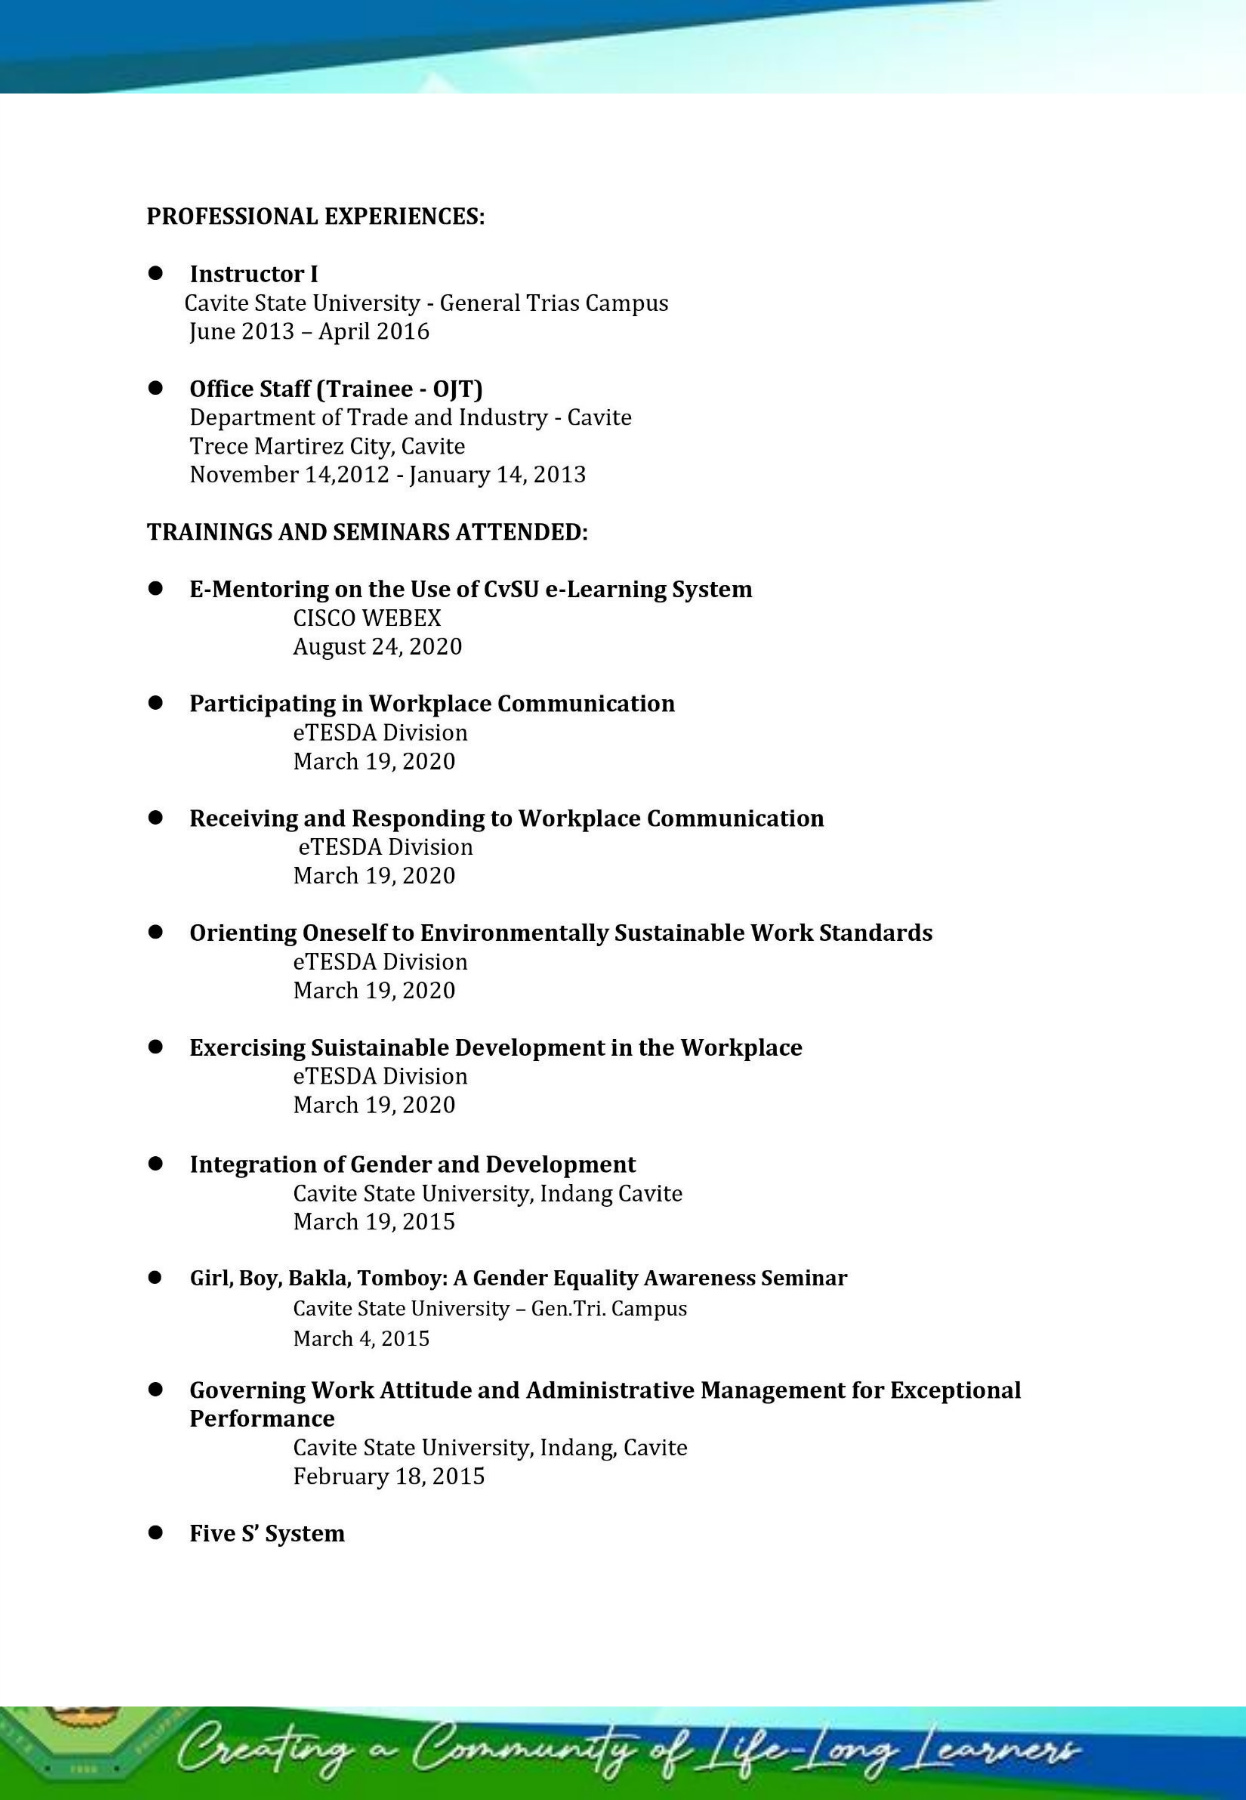 PROFESSIONAL EXPERIENCES:
● Instructor I
Cavite State University - General Trias Campus
June 2013 – April 2016
● Office Staff (Trainee - OJT)
Department of Trade and Industry - Cavite
Trece Martirez City, Cavite
November 14,2012 - January 14, 2013
TRAININGS AND SEMINARS ATTENDED:
● E-Mentoring on the Use of CvSU e-Learning System
CISCO WEBEX
August 24, 2020
● Participating in Workplace Communication
eTESDA Division
March 19, 2020
● Receiving and Responding to Workplace Communication
eTESDA Division
March 19, 2020
● Orienting Oneself to Environmentally Sustainable Work Standards
eTESDA Division
March 19, 2020
● Exercising Suistainable Development in the Workplace
eTESDA Division
March 19, 2020
● Integration of Gender and Development
Cavite State University, Indang Cavite
March 19, 2015
● Girl, Boy, Bakla, Tomboy: A Gender Equality Awareness Seminar
Cavite State University – Gen.Tri. Campus
March 4, 2015
● Governing Work Attitude and Administrative Management for Exceptional
Performance
Cavite State University, Indang, Cavite
February 18, 2015
● Five S’ System
Creating a Community of Life-Long Learners